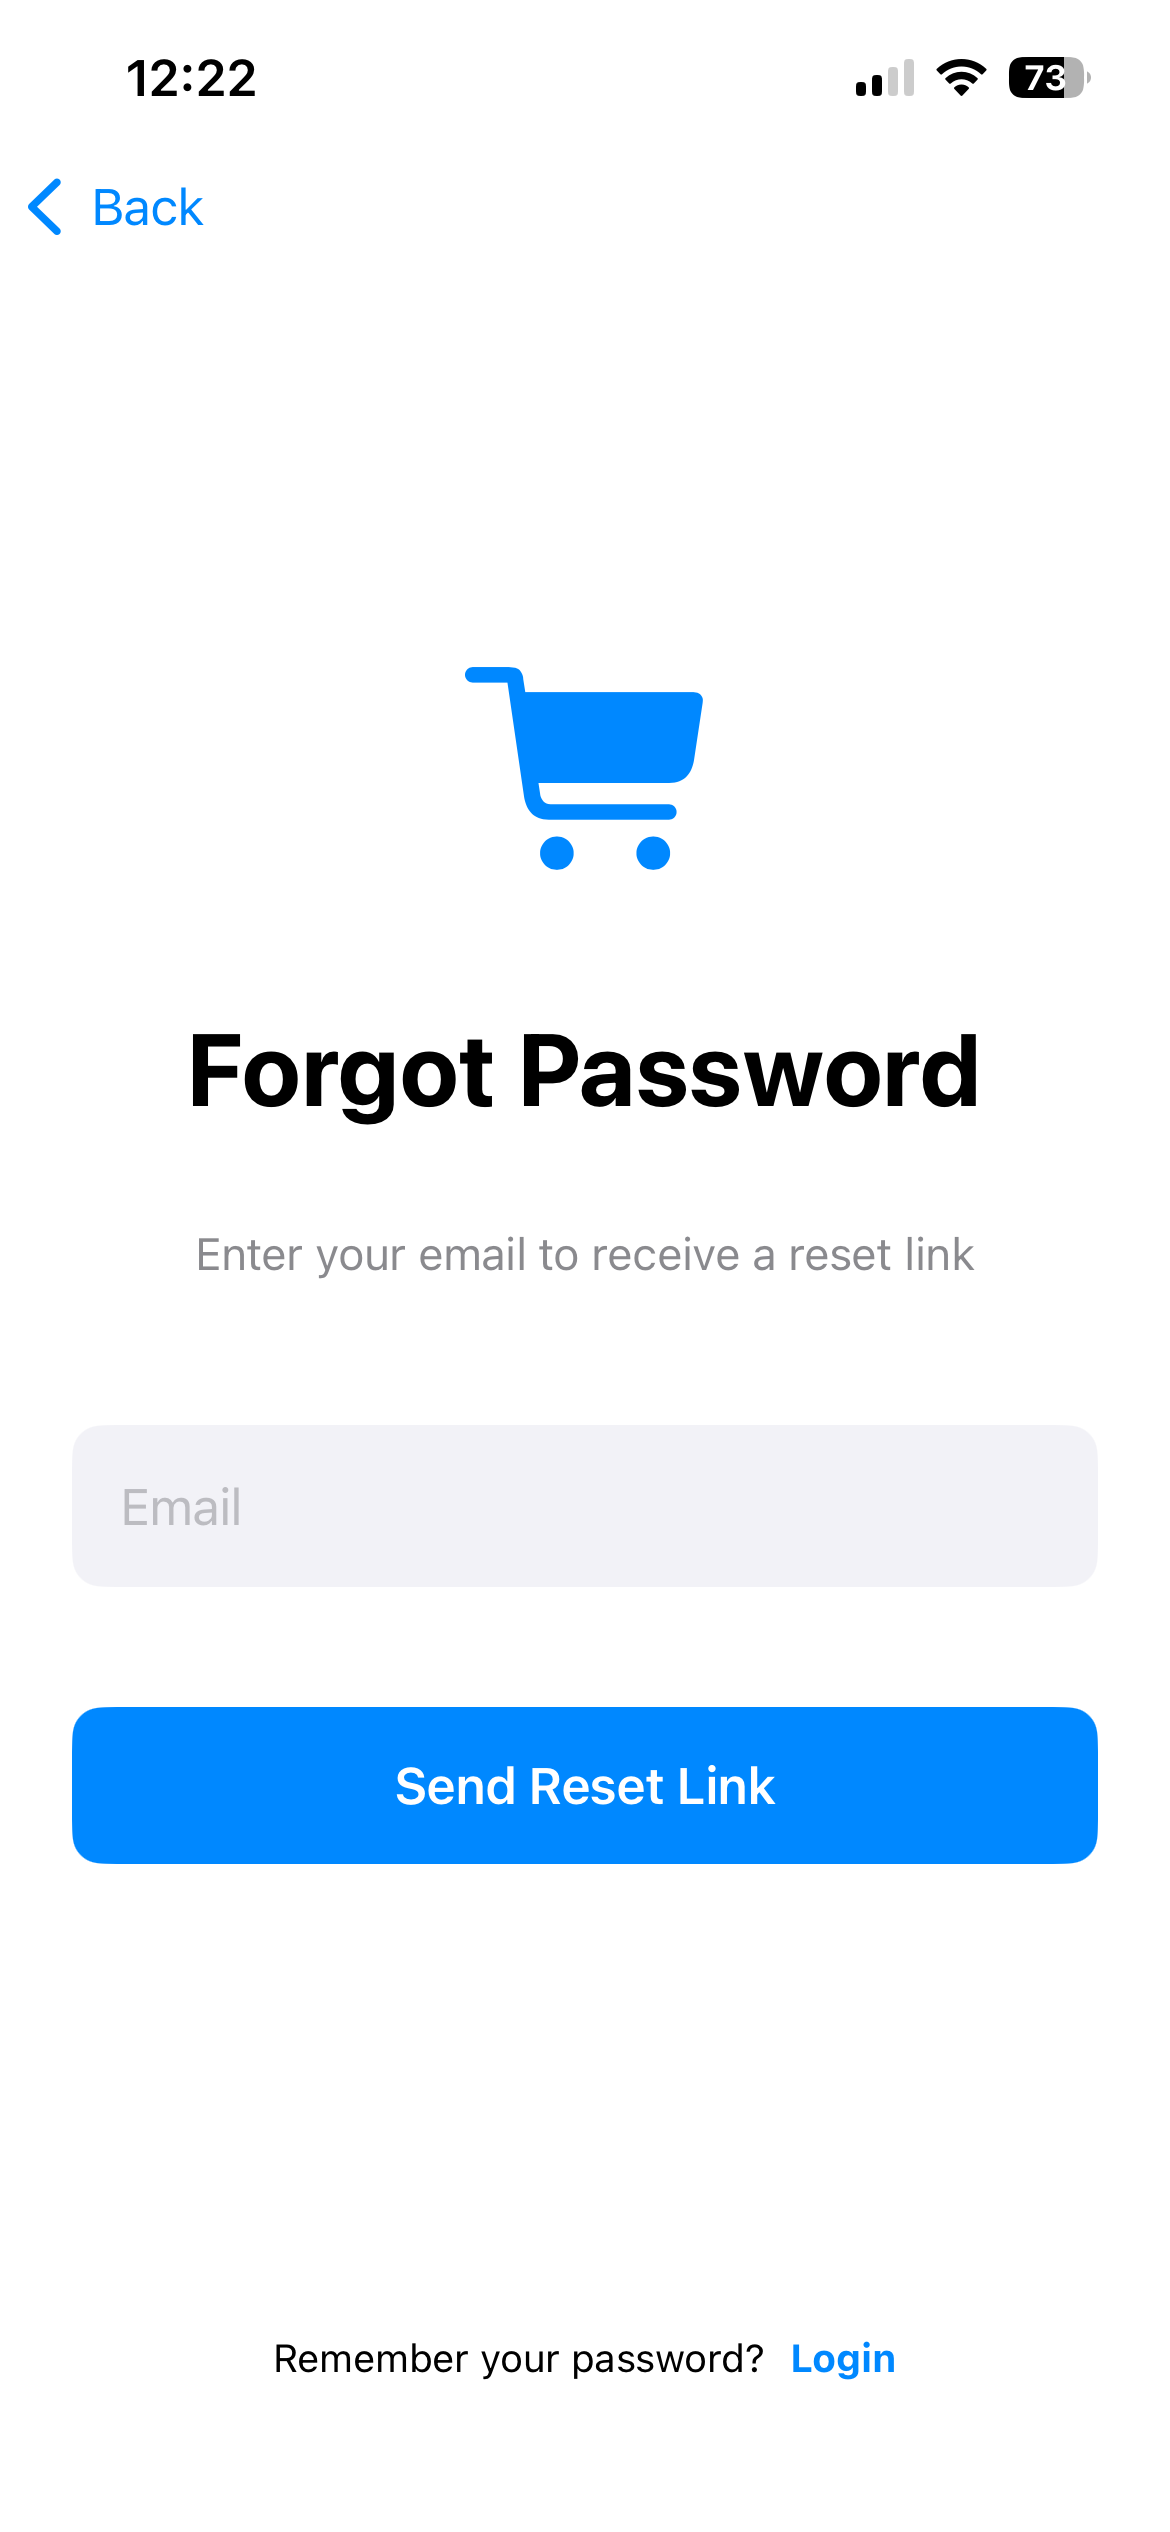 12:22
73
Back
Forgot Password
Enter your email to receive a reset link
Email
Send Reset Link
Remember your password? Login